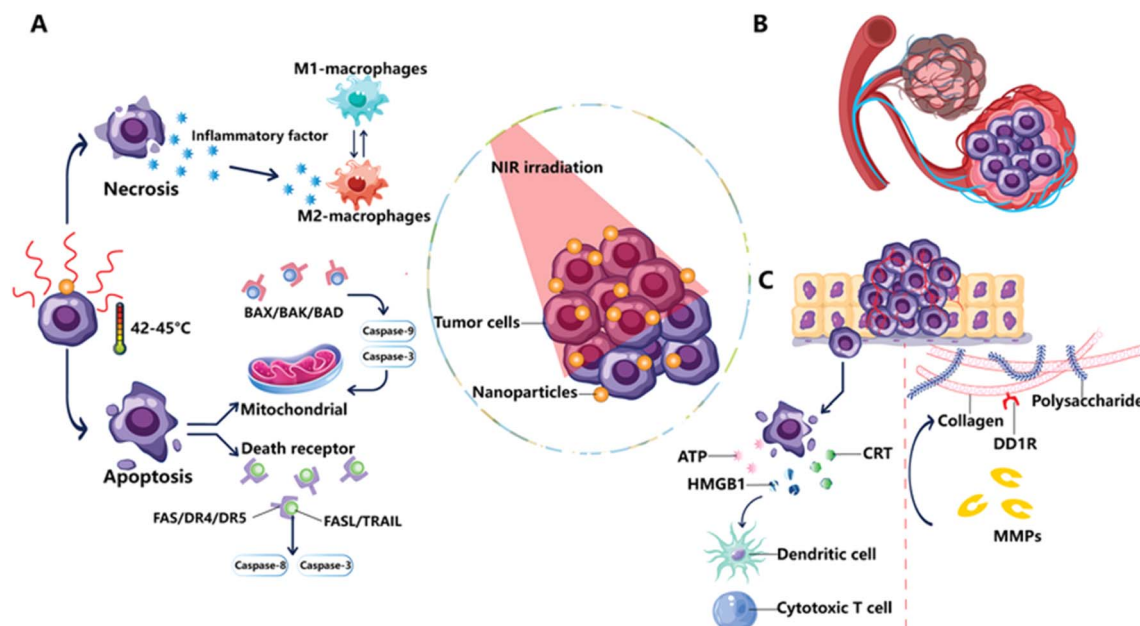 A
M1-macrophages
Inflammatory factor
Necrosis
M2-macrophages
42-45°C
BAX/BAK/BAD
Caspase-9
Caspase-3
Mitochondrial
Apoptosis
Death receptor
FAS/DR4/DR5
FASL/TRAIL
Caspase-8
Caspase-3
NIR irradiation
Tumor cells
Nanoparticles
B
C
ATP
CRT
HMGB1
Dendritic cell
Cytotoxic T cell
Polysaccharide
Collagen
DD1R
MMPs